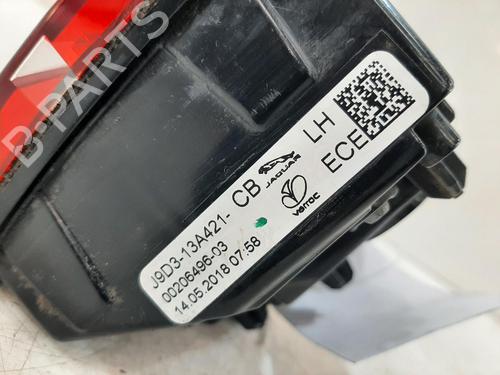 B-PARTS
J9D3-13A421- CB
JAGUAR
LH
00206496-03
varroc
ECE
14.05.2018 07:58